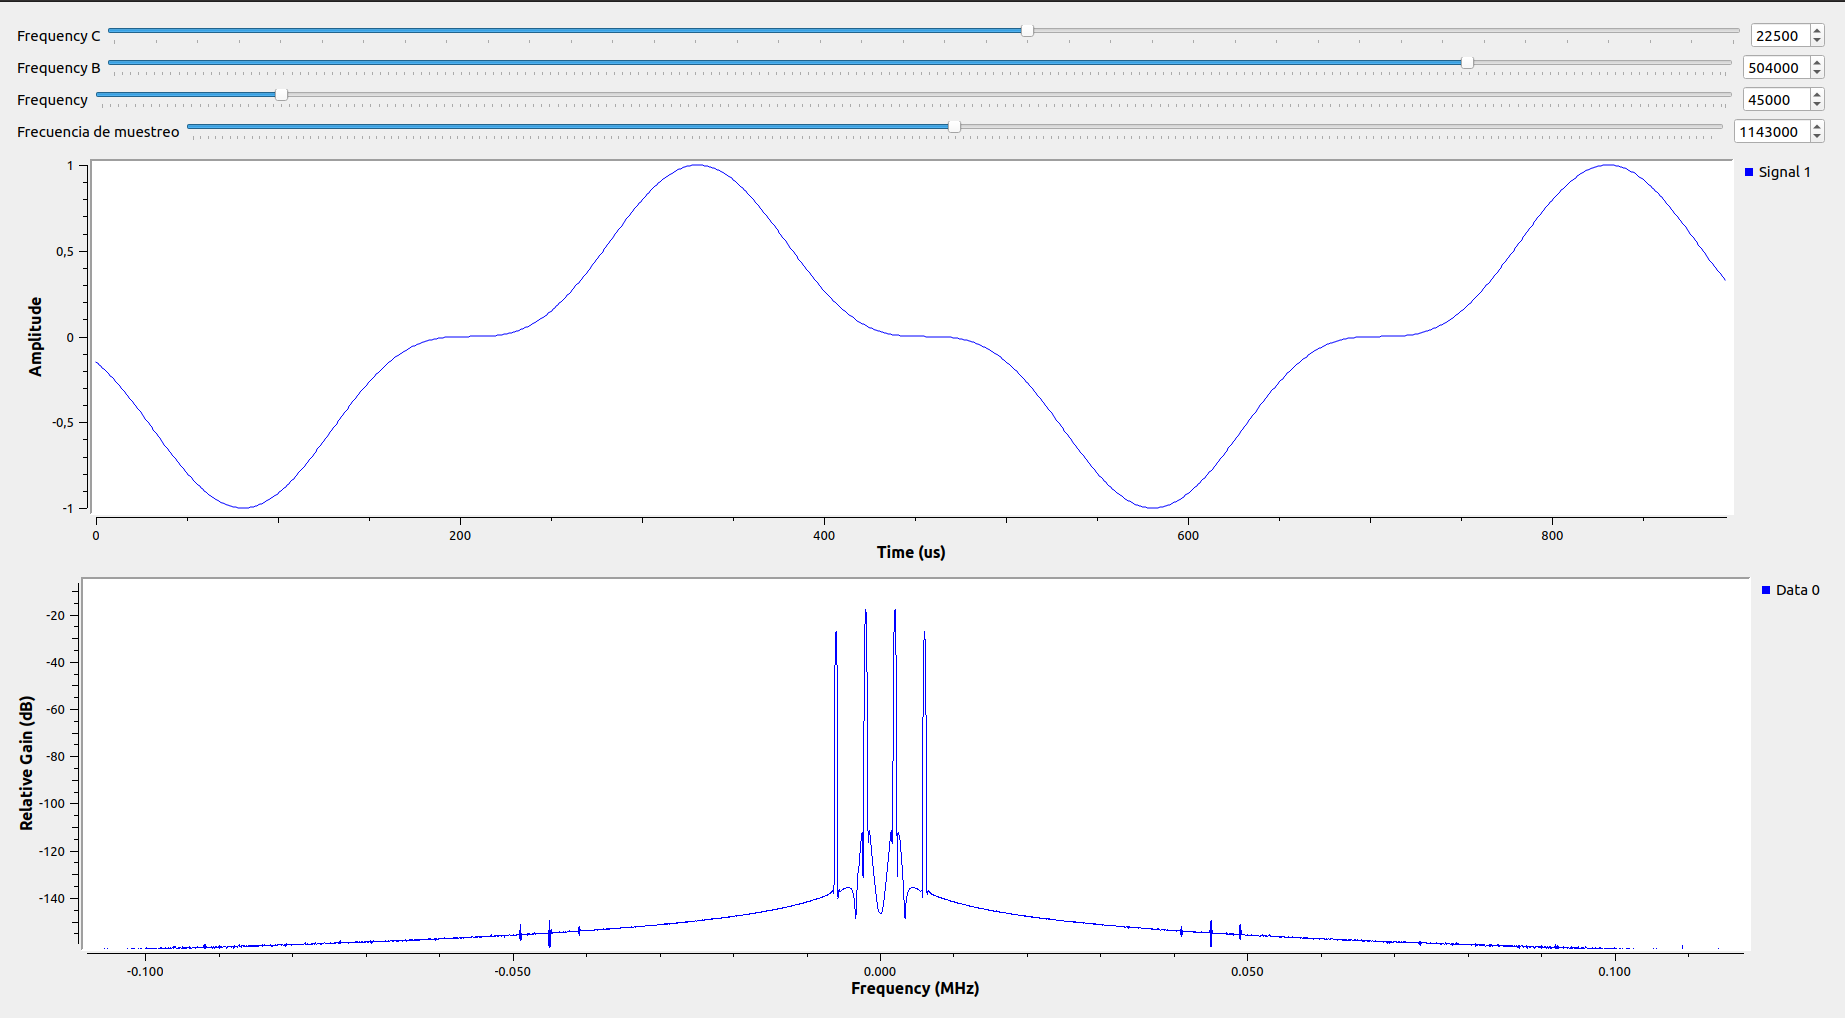 Frequency C 22500
Frequency B 504000
Frequency 45000
Frecuencia de muestreo 1143000
Signal 1
1
0,5
0
-0,5
-1
Amplitude
0 200 400 600 800
Time (us)
Data 0
-20
-40
-60
-80
-100
-120
-140
Relative Gain (dB)
-0.100 -0.050 0.000 0.050 0.100
Frequency (MHz)